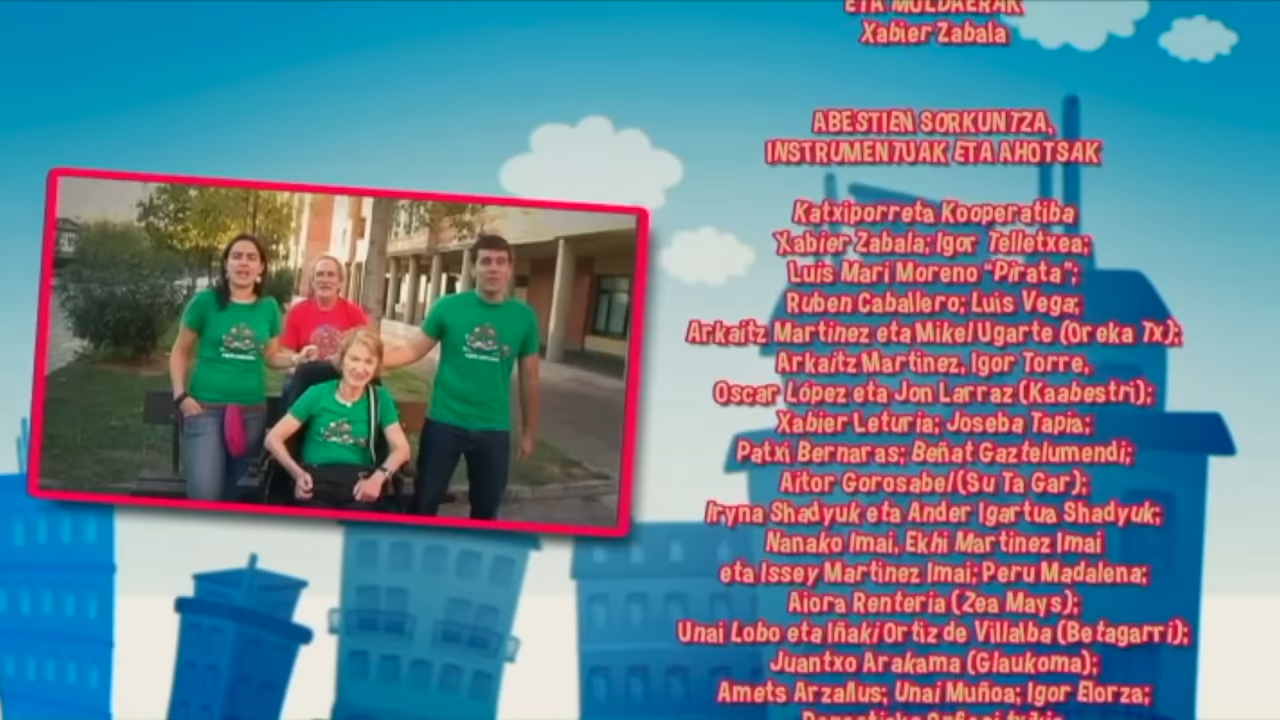 ETA MOLDAERAK
Xabier Zabala
ABESTIEN SORKUNTZA,
INSTRUMENTUAK ETA AHOTSAK
Katxiporreta Kooperatiba
Xabier Zabala; Igor Telletxea;
Luis Mari Moreno "Pirata";
Ruben Caballero; Luis Vega;
Arkaitz Martinez eta Mikel Ugarte (Oreka Tx);
Arkaitz Martinez, Igor Torre,
Oscar López eta Jon Larraz (Kaabestri);
Xabier Leturia; Joseba Tapia;
Patxi Bernaras; Beñat Gaztelumendi;
Aitor Gorosabel (Su Ta Gar);
Iryna Shadyuk eta Ander Igartua Shadyuk;
Nanako Imai, Ekhi Martinez Imai
eta Issey Martinez Imai; Peru Madalena;
Aiora Renteria (Zea Mays);
Unai Lobo eta Iñaki Ortiz de Villalba (Betagarri);
Juantxo Arakama (Glaukoma);
Amets Arzallus; Unai Muñoa; Igor Elorza;